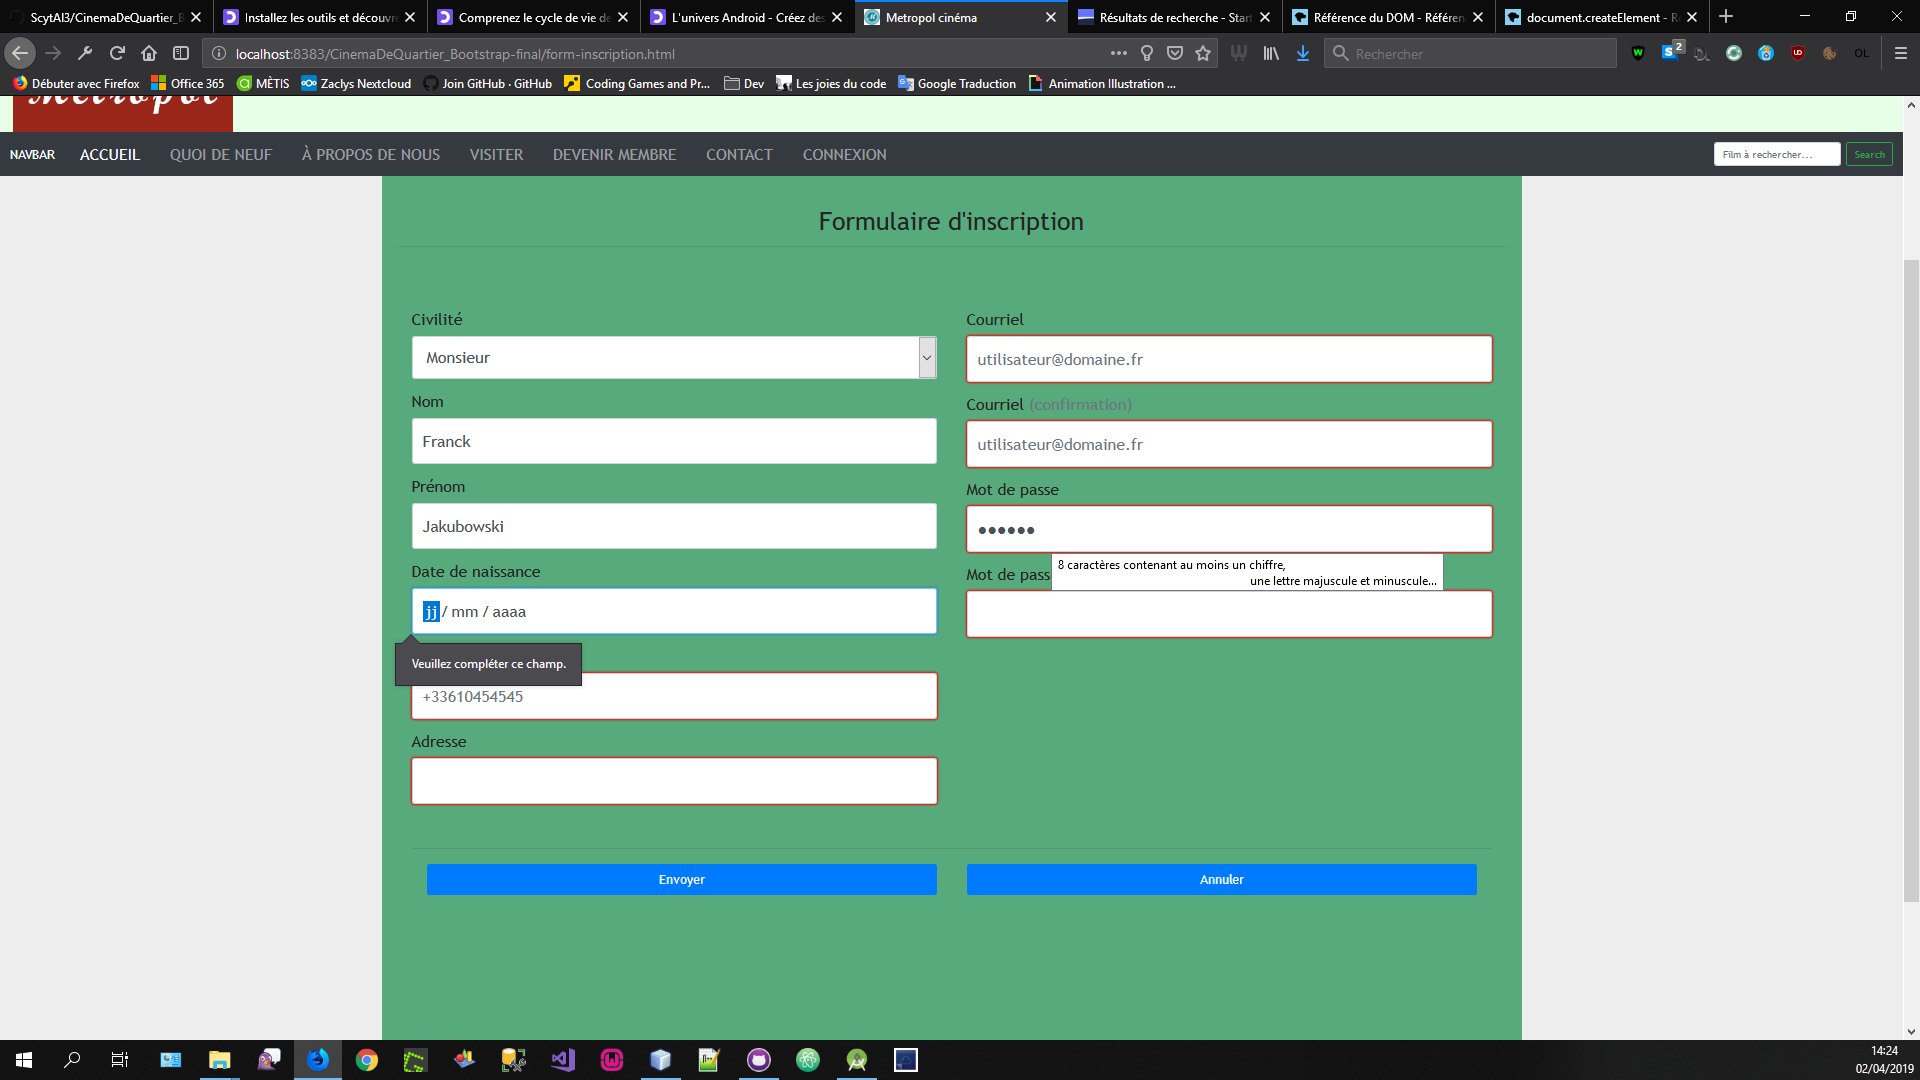 ScytAl3/CinemaDeQuartier_B
Installez les outils et découvr
Comprenez le cycle de vie de
L'univers Android - Créez des
Metropol cinéma
Résultats de recherche - Start
Référence du DOM - Référen
document.createElement - R
localhost:8383/CinemaDeQuartier_Bootstrap-final/form-inscription.html
Rechercher
2
OL
Débuter avec Firefox
Office 365
MÈTIS
Zaclys Nextcloud
Join GitHub · GitHub
Coding Games and Pr...
Dev
Les joies du code
Google Traduction
Animation Illustration ...
Metropol
NAVBAR ACCUEIL QUOI DE NEUF À PROPOS DE NOUS VISITER DEVENIR MEMBRE CONTACT CONNEXION
Film à rechercher...
Search
Formulaire d'inscription
Civilité
Monsieur
Nom
Franck
Prénom
Jakubowski
Date de naissance
jj / mm / aaaa
Veuillez compléter ce champ.
+33610454545
Adresse
Courriel
utilisateur@domaine.fr
Courriel (confirmation)
utilisateur@domaine.fr
Mot de passe
••••••
8 caractères contenant au moins un chiffre,
une lettre majuscule et minuscule...
Mot de pass
Envoyer
Annuler
14:24
02/04/2019